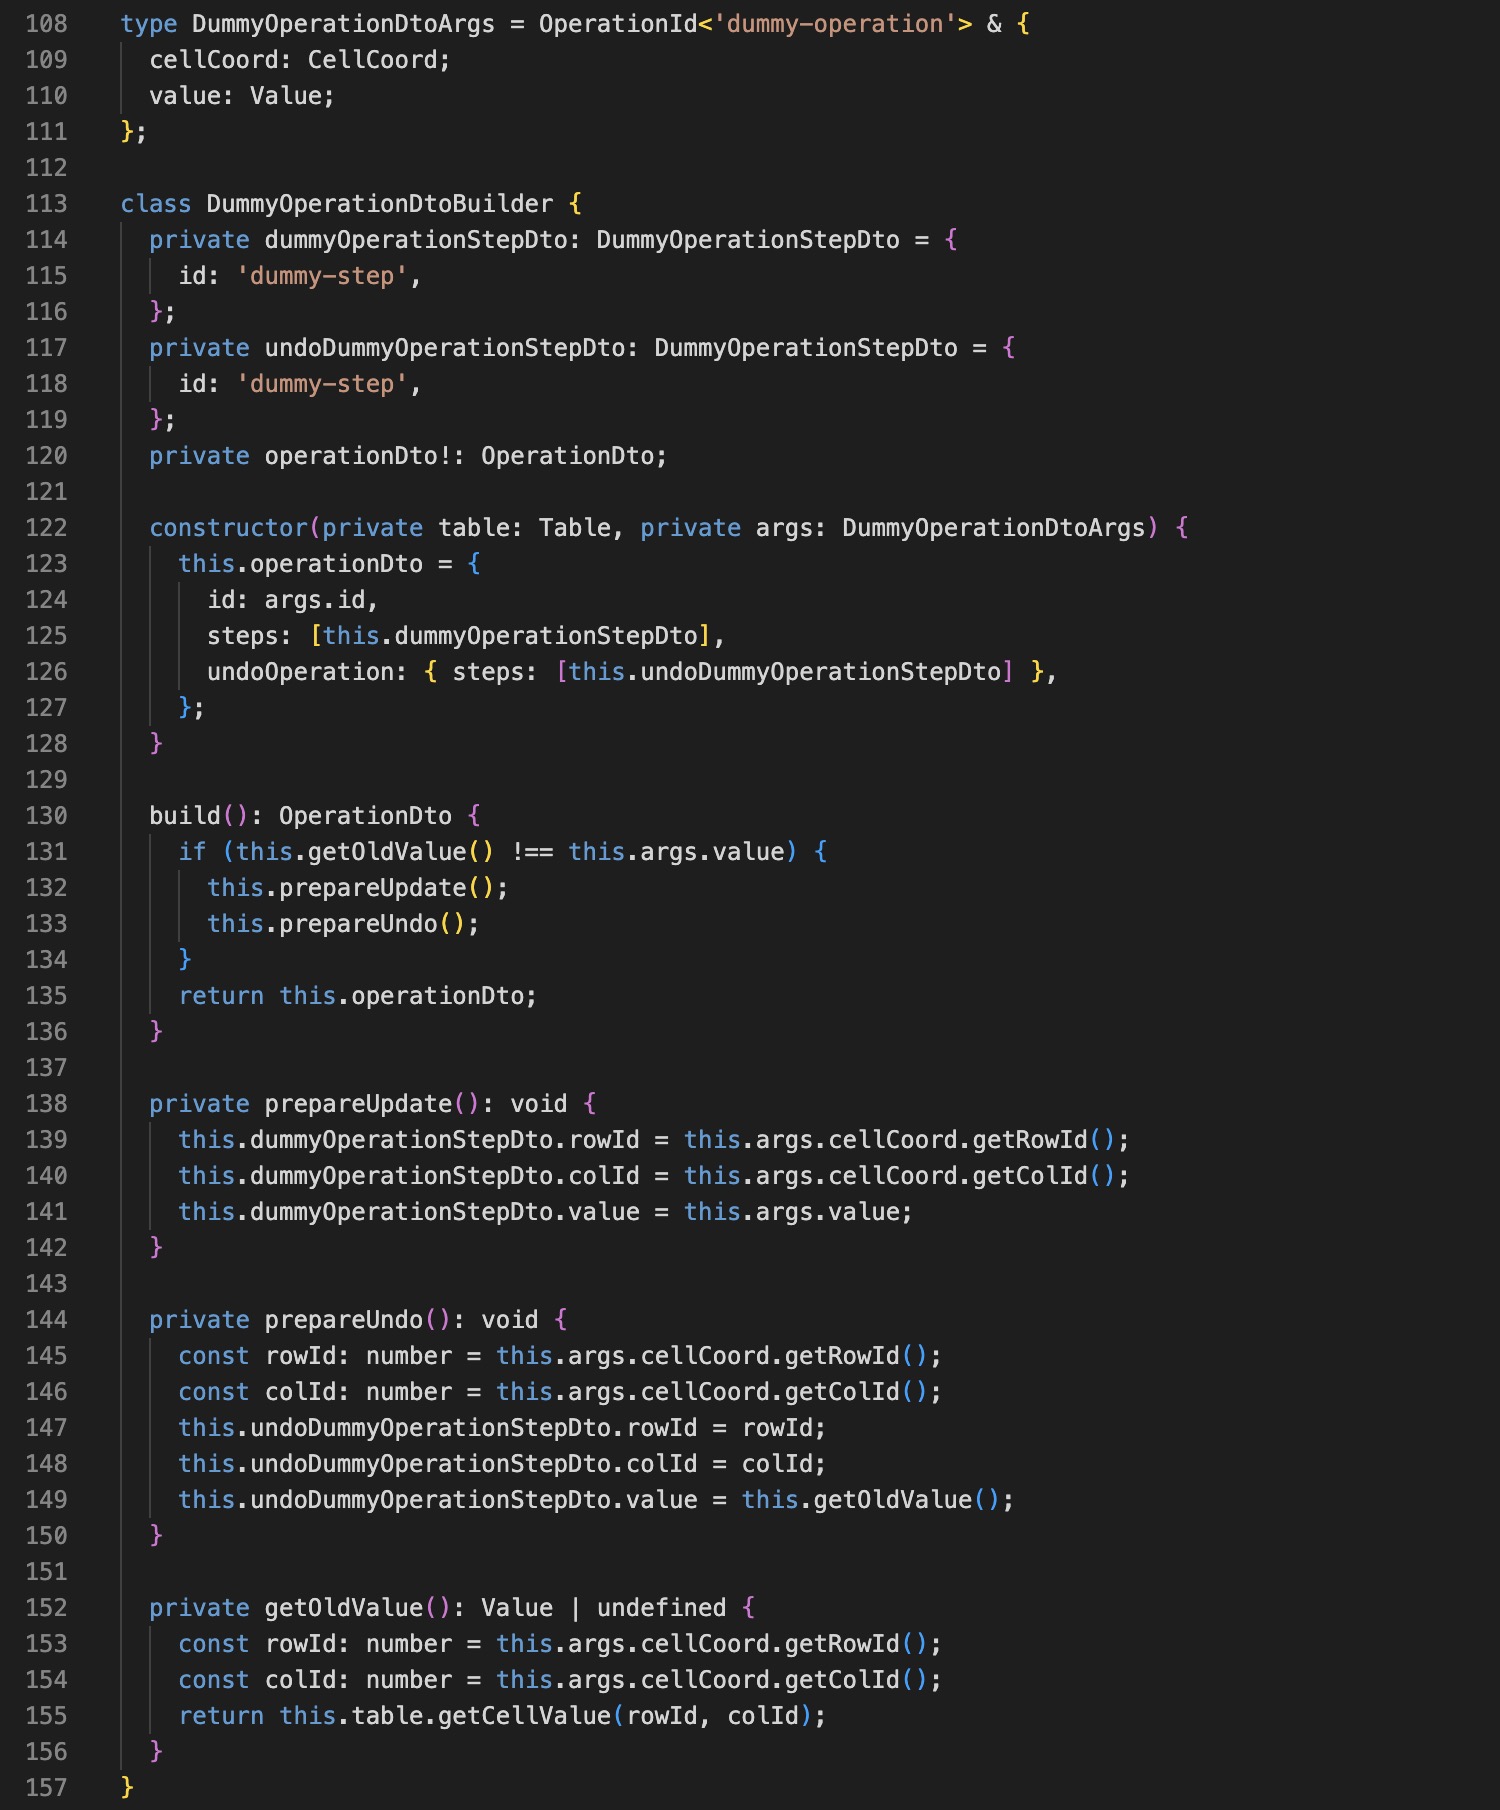 108 type DummyOperationDtoArgs = OperationId<'dummy-operation'> & {
109   cellCoord: CellCoord;
110   value: Value;
111 };
112
113 class DummyOperationDtoBuilder {
114   private dummyOperationStepDto: DummyOperationStepDto = {
115     id: 'dummy-step',
116   };
117   private undoDummyOperationStepDto: DummyOperationStepDto = {
118     id: 'dummy-step',
119   };
120   private operationDto!: OperationDto;
121
122   constructor(private table: Table, private args: DummyOperationDtoArgs) {
123     this.operationDto = {
124       id: args.id,
125       steps: [this.dummyOperationStepDto],
126       undoOperation: { steps: [this.undoDummyOperationStepDto] },
127     };
128   }
129
130   build(): OperationDto {
131     if (this.getOldValue() !== this.args.value) {
132       this.prepareUpdate();
133       this.prepareUndo();
134     }
135     return this.operationDto;
136   }
137
138   private prepareUpdate(): void {
139     this.dummyOperationStepDto.rowId = this.args.cellCoord.getRowId();
140     this.dummyOperationStepDto.colId = this.args.cellCoord.getColId();
141     this.dummyOperationStepDto.value = this.args.value;
142   }
143
144   private prepareUndo(): void {
145     const rowId: number = this.args.cellCoord.getRowId();
146     const colId: number = this.args.cellCoord.getColId();
147     this.undoDummyOperationStepDto.rowId = rowId;
148     this.undoDummyOperationStepDto.colId = colId;
149     this.undoDummyOperationStepDto.value = this.getOldValue();
150   }
151
152   private getOldValue(): Value | undefined {
153     const rowId: number = this.args.cellCoord.getRowId();
154     const colId: number = this.args.cellCoord.getColId();
155     return this.table.getCellValue(rowId, colId);
156   }
157 }